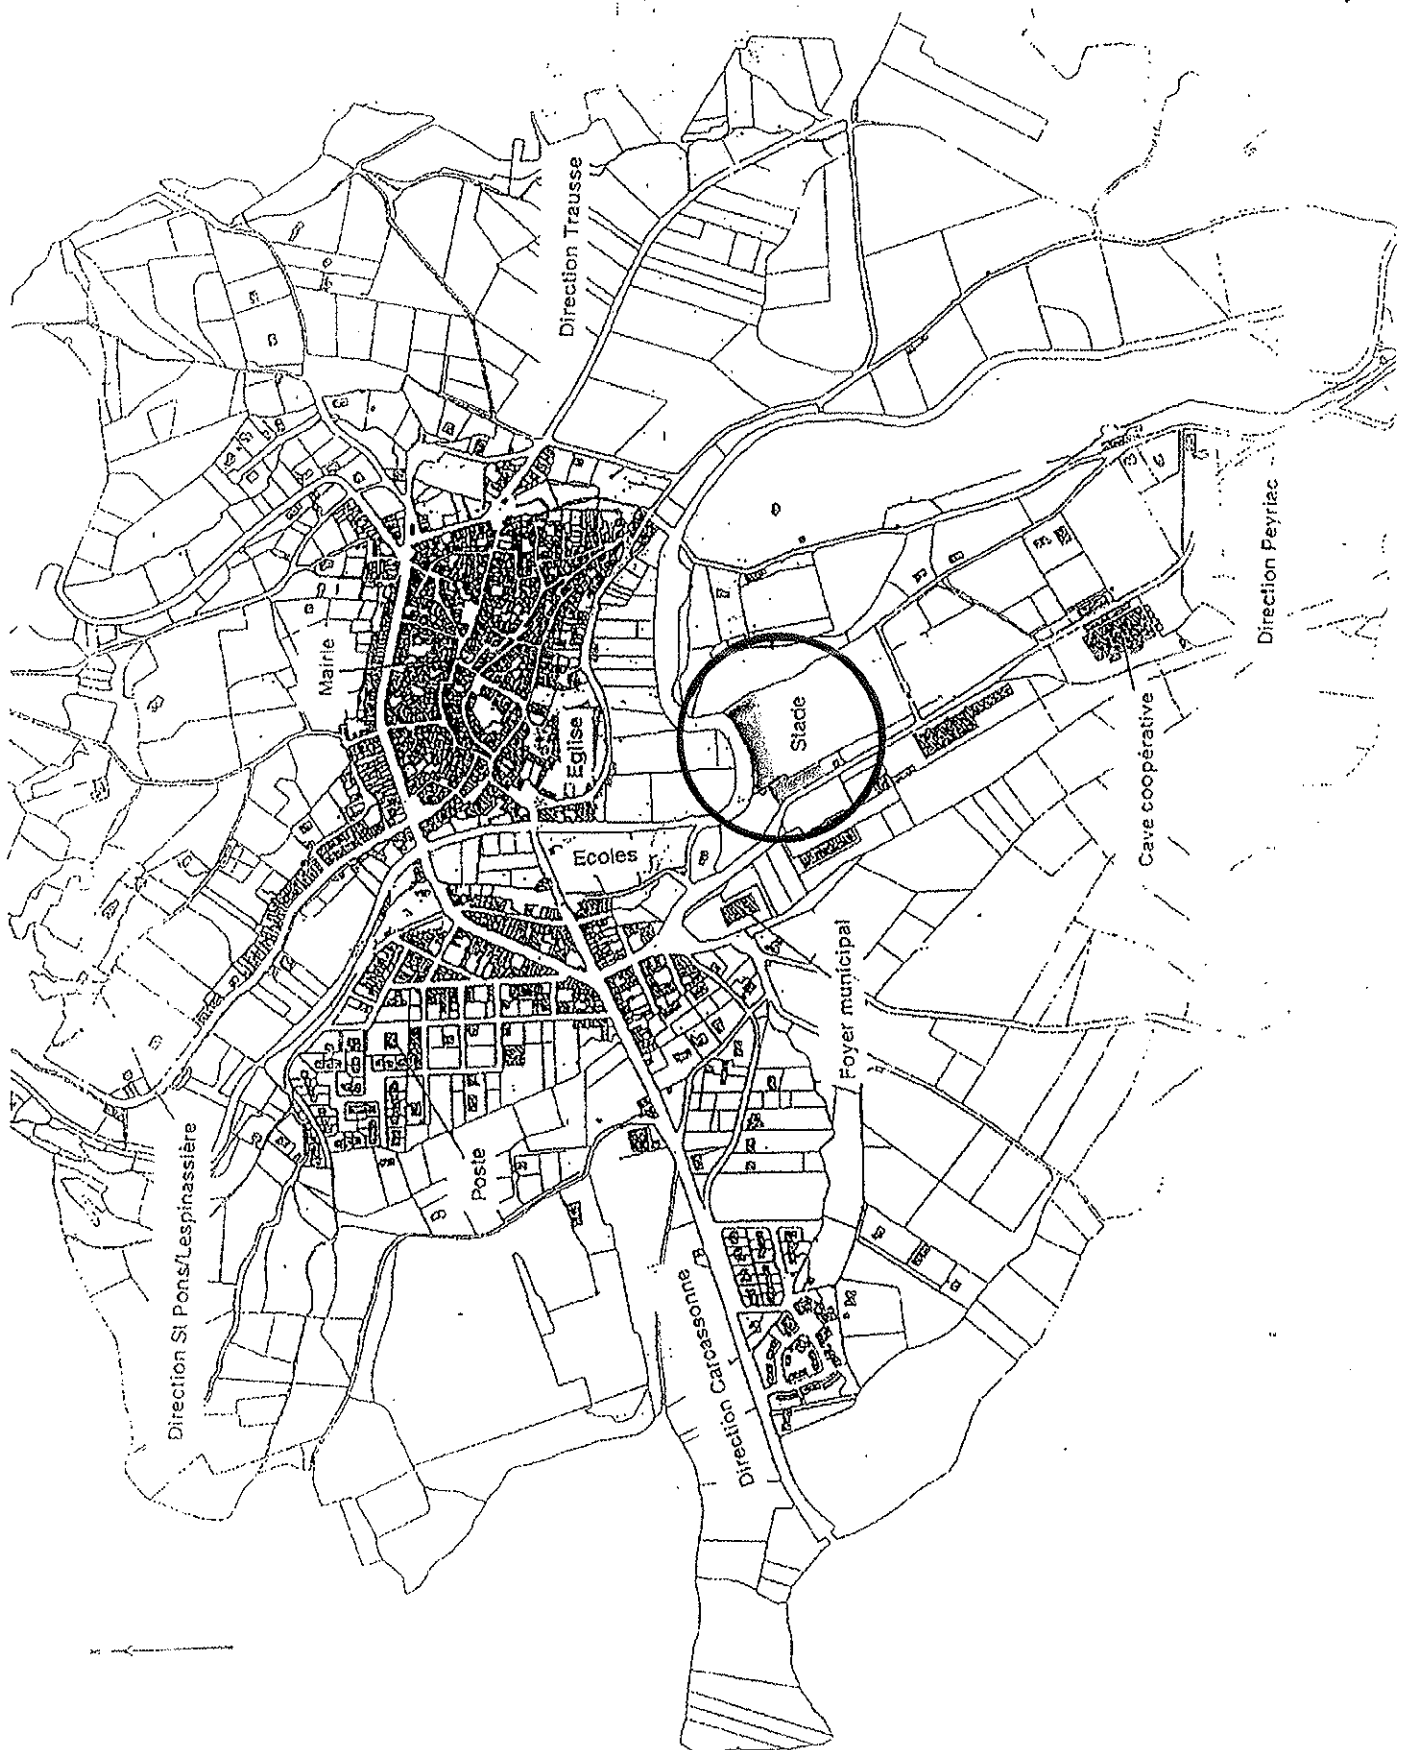 Direction St Pons/Lespinassière
Mairie
Direction Trausse
Poste
Eglise
Ecoles
Direction Carcassonne
Stade
Foyer municipal
Cave coopérative
Direction Peyriac